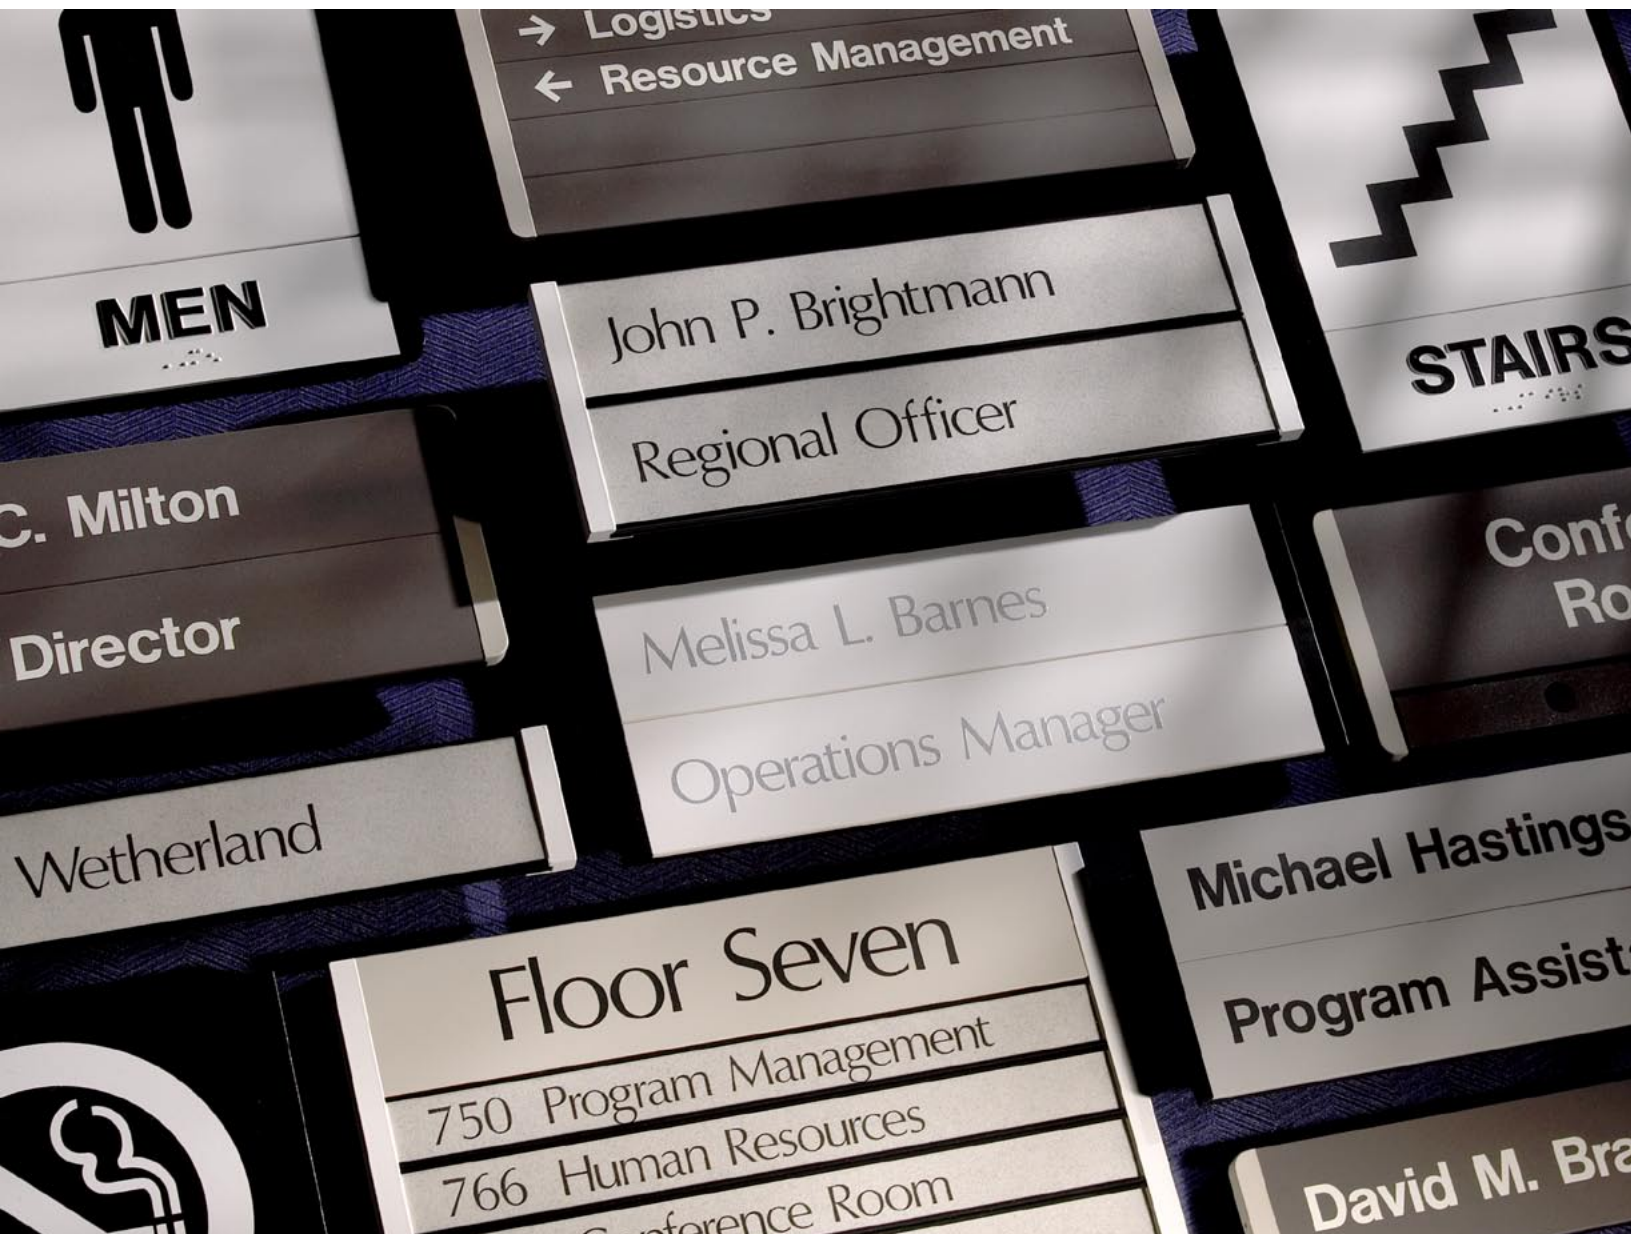 → Logistics
← Resource Management
MEN
John P. Brightmann
Regional Officer
STAIRS
C. Milton
Director
Melissa L. Barnes
Operations Manager
Wetherland
Michael Hastings
Program
Floor Seven
750 Program Management
766 Human Resources
Conference Room
David M.